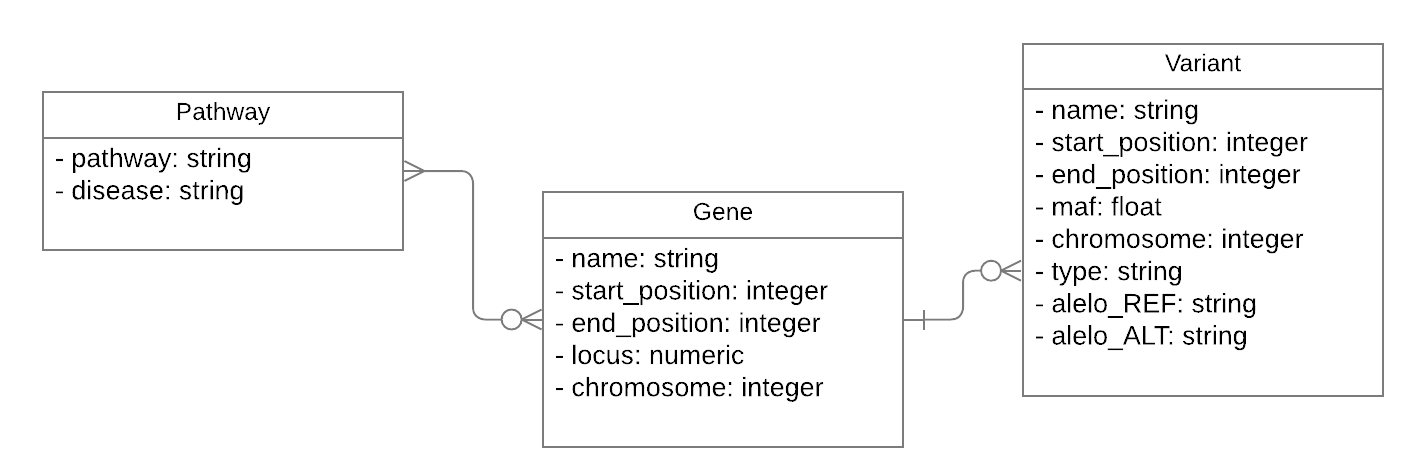 Pathway
- pathway: string
- disease: string
Gene
- name: string
- start_position: integer
- end_position: integer
- locus: numeric
- chromosome: integer
Variant
- name: string
- start_position: integer
- end_position: integer
- maf: float
- chromosome: integer
- type: string
- alelo_REF: string
- alelo_ALT: string